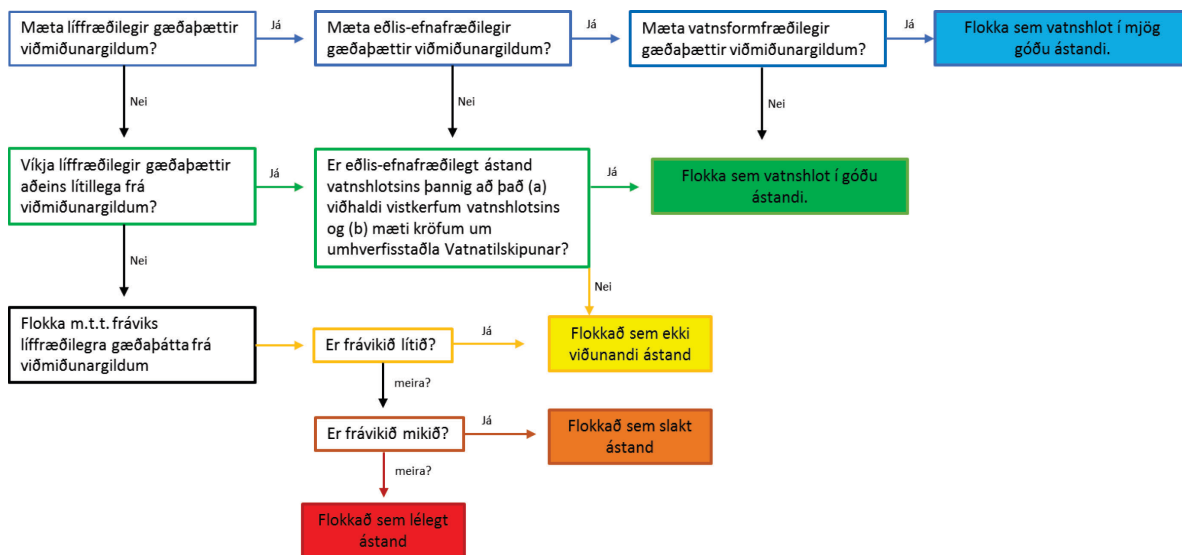 Mæta líffræðilegir gæðaþættir
viðmiðunargildum?
Já
Mæta eðlis-efnafræðilegir
gæðaþættir viðmiðunargildum?
Já
Mæta vatnsformfræðilegir
gæðaþættir viðmiðunargildum?
Já
Flokka sem vatnshlot í mjög
góðu ástandi.
Nei
Nei
Nei
Víkja líffræðilegir gæðaþættir
aðeins lítillega frá
viðmiðunargildum?
Já
Er eðlis-efnafræðilegt ástand
vatnshlotsins þannig að það (a)
viðhaldi vistkerfum vatnshlotsins
og (b) mæti kröfum um
umhverfisstaðla Vatnatilskipunar?
Já
Flokka sem vatnshlot í góðu
ástandi.
Nei
Nei
Flokka m.t.t. fráviks
líffræðilegra gæðaþátta frá
viðmiðunargildum
Er frávikið lítið?
Já
Flokkað sem ekki
viðunandi ástand
meira?
Er frávikið mikið?
Já
Flokkað sem slakt
ástand
meira?
Flokkað sem lélegt
ástand